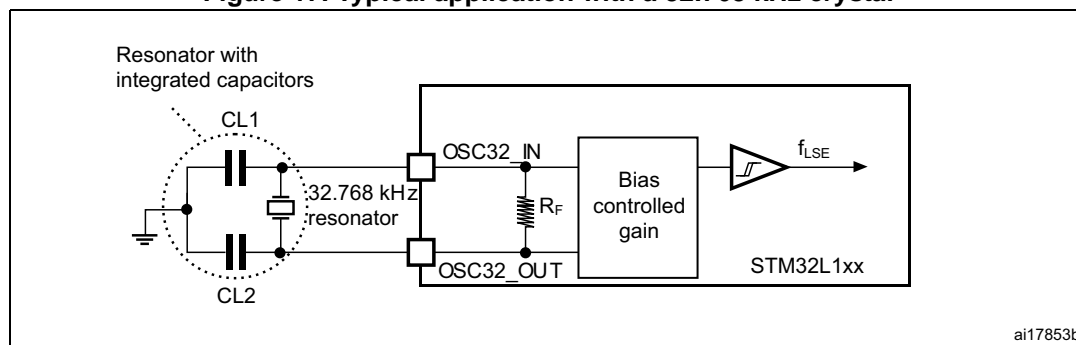 Figure 17. Typical application with a 32.768 kHz crystal
Resonator with
integrated capacitors
CL1
OSC32_IN
fLSE
32.768 kHz
resonator
RF
Bias
controlled
gain
OSC32_OUT
STM32L1xx
CL2
ai17853b